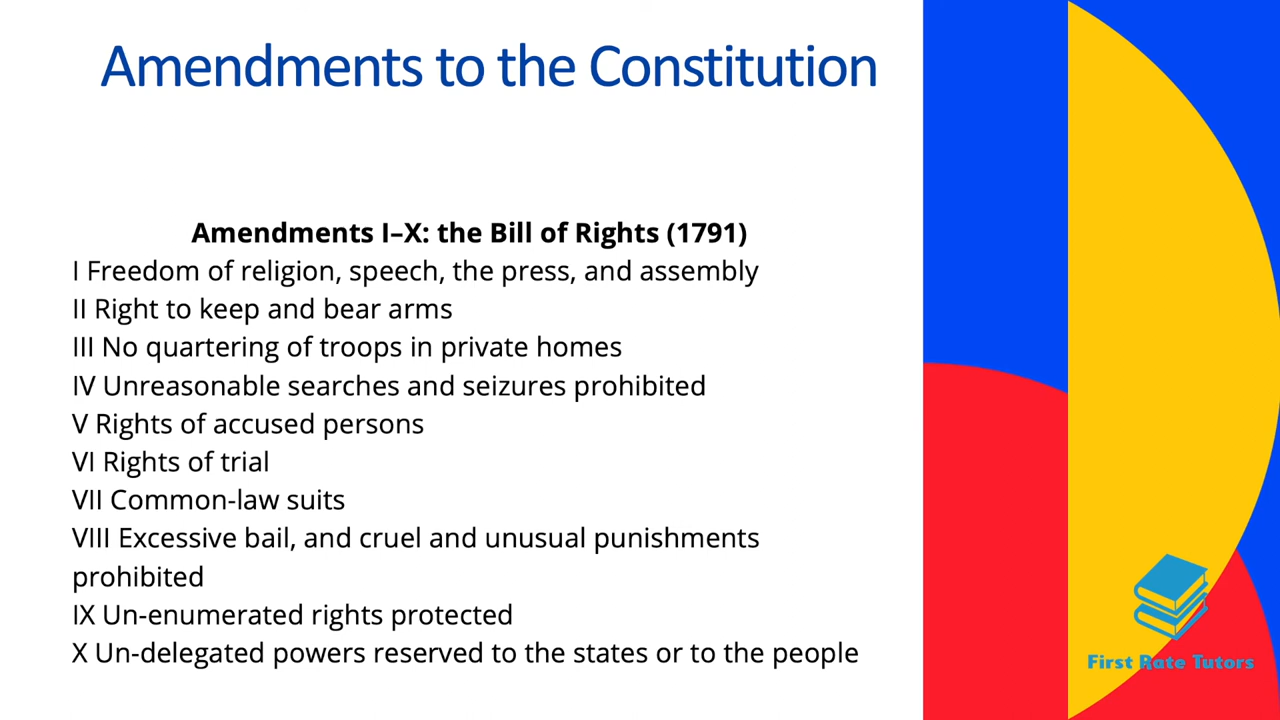 Amendments to the Constitution
Amendments I–X: the Bill of Rights (1791)
I Freedom of religion, speech, the press, and assembly
II Right to keep and bear arms
III No quartering of troops in private homes
IV Unreasonable searches and seizures prohibited
V Rights of accused persons
VI Rights of trial
VII Common-law suits
VIII Excessive bail, and cruel and unusual punishments
prohibited
IX Un-enumerated rights protected
X Un-delegated powers reserved to the states or to the people
First Rate Tutors